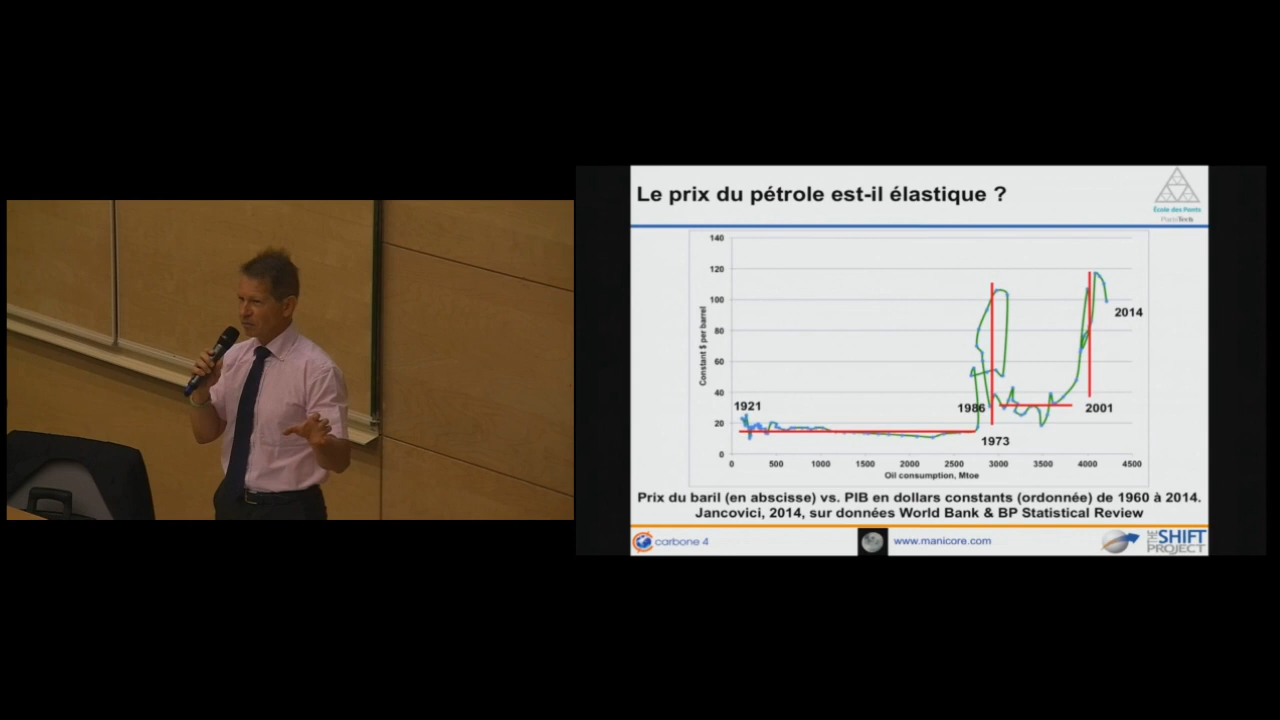 Le prix du pétrole est-il élastique ?
École des Ponts
ParisTech
140
120
100
80
60
40
20
0
Constant $ per barrel
1921
1986
1973
2001
2014
0 500 1000 1500 2000 2500 3000 3500 4000 4500
Oil consumption, Mtoe
Prix du baril (en abscisse) vs. PIB en dollars constants (ordonnée) de 1960 à 2014.
Jancovici, 2014, sur données World Bank & BP Statistical Review
carbone 4
www.manicore.com
THE SHIFT
PROJECT